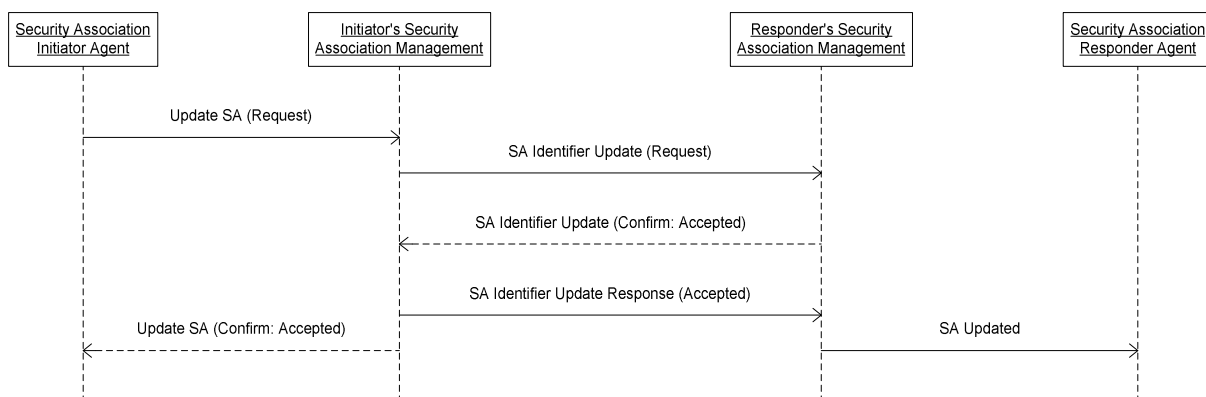 Security Association
Initiator Agent
Initiator's Security
Association Management
Responder's Security
Association Management
Security Association
Responder Agent
Update SA (Request)
SA Identifier Update (Request)
SA Identifier Update (Confirm: Accepted)
SA Identifier Update Response (Accepted)
Update SA (Confirm: Accepted)
SA Updated